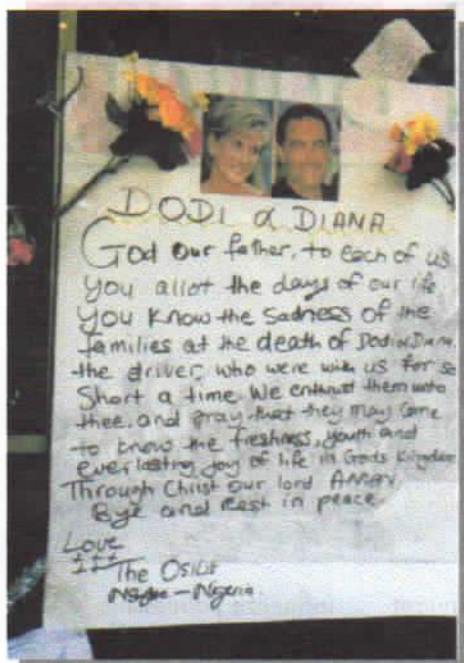 DODI & DIANA
God our father, to each of us
you allot the days of our life
you know the sadness of the
families at the death of Dodi & Diana,
the driver, who were with us for so
short a time. We entrust them unto
thee, and pray that they may come
to know the freshness, youth and
everlasting joy of life in Gods Kingdom
Through Christ our lord AMEN.
Bye and Rest in peace.
Love
The
Nigeria.